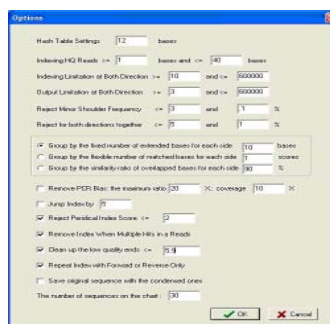 Options
Hash Table Settings: 12 bases
Indexing HQ Reads >= 1 bases and <= 40 bases
Indexing Limitation at Both Direction >= 10 and <= 600000
Output Limitation at Both Direction >= 3 and <= 600000
Reject Minor Shoulder Frequency <= 3 and .1 %
Reject for both directions together <= 5 and .1 %
Group by the fixed number of extended bases for each side 10 bases
Group by the flexible number of matched bases for each side 1 scores
Group by the similarity ratio of overlapped bases for each side 90 %
Remove PCR Bias: the maximum ratio 20 %; coverage 10 %
Jump Index by 5
Reject Peridical Index Score <= 2
Remove Index When Multiple Hits in a Reads
Clean up the low quality ends <= 5.9
Repeat Index with Forward or Reverse Only
Save original sequence with the condensed ones
The number of sequences on the chart: 30
OK Cancel